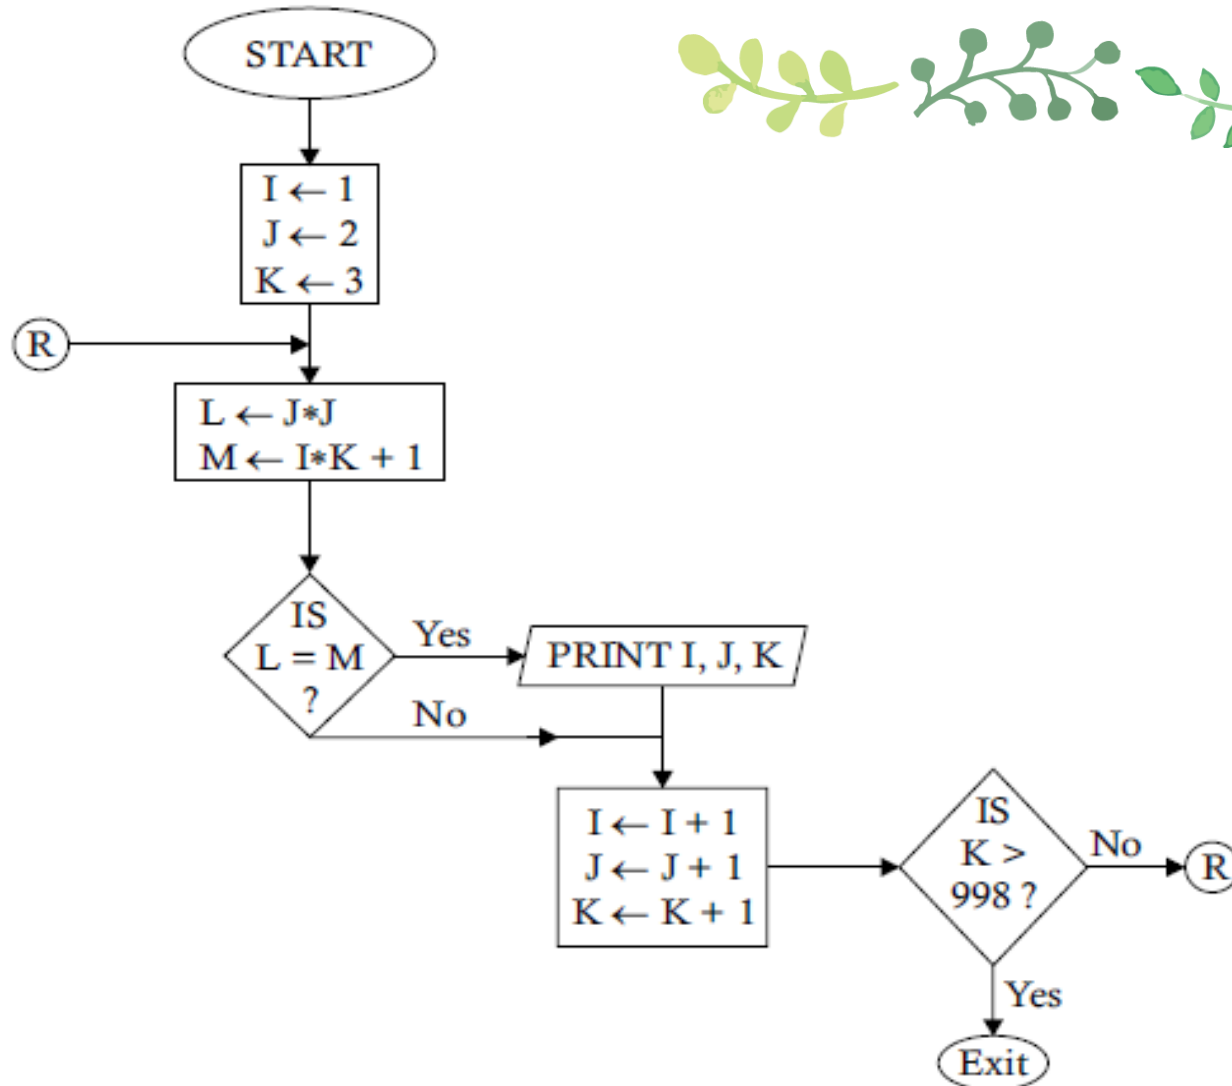 START
I ← 1
J ← 2
K ← 3
R
L ← J*J
M ← I*K + 1
IS
L = M
?
Yes
PRINT I, J, K
No
I ← I + 1
J ← J + 1
K ← K + 1
IS
K >
998 ?
No
R
Yes
Exit